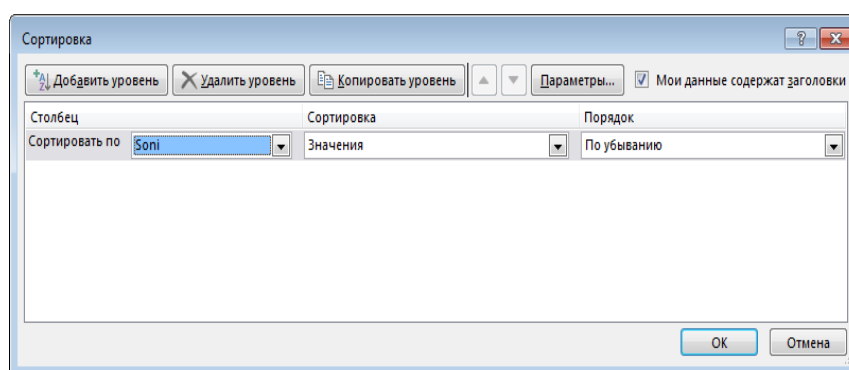 Сортировка
Добавить уровень Удалить уровень Копировать уровень Параметры... Мои данные содержат заголовки
Столбец Сортировка Порядок
Сортировать по Soni Значения По убыванию
OK Отмена